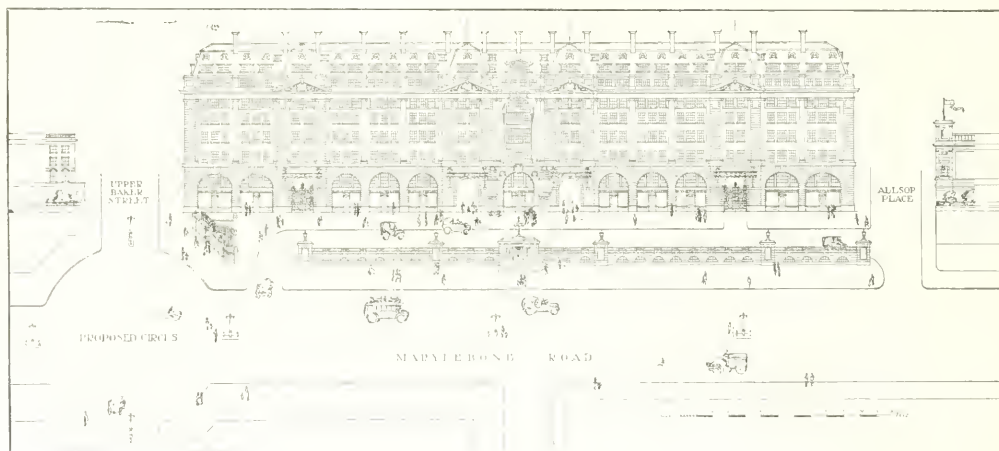 UPPER
BAKER
STREET
ALLSOP
PLACE
PROPOSED CIRCUS
MARYLEBONE ROAD